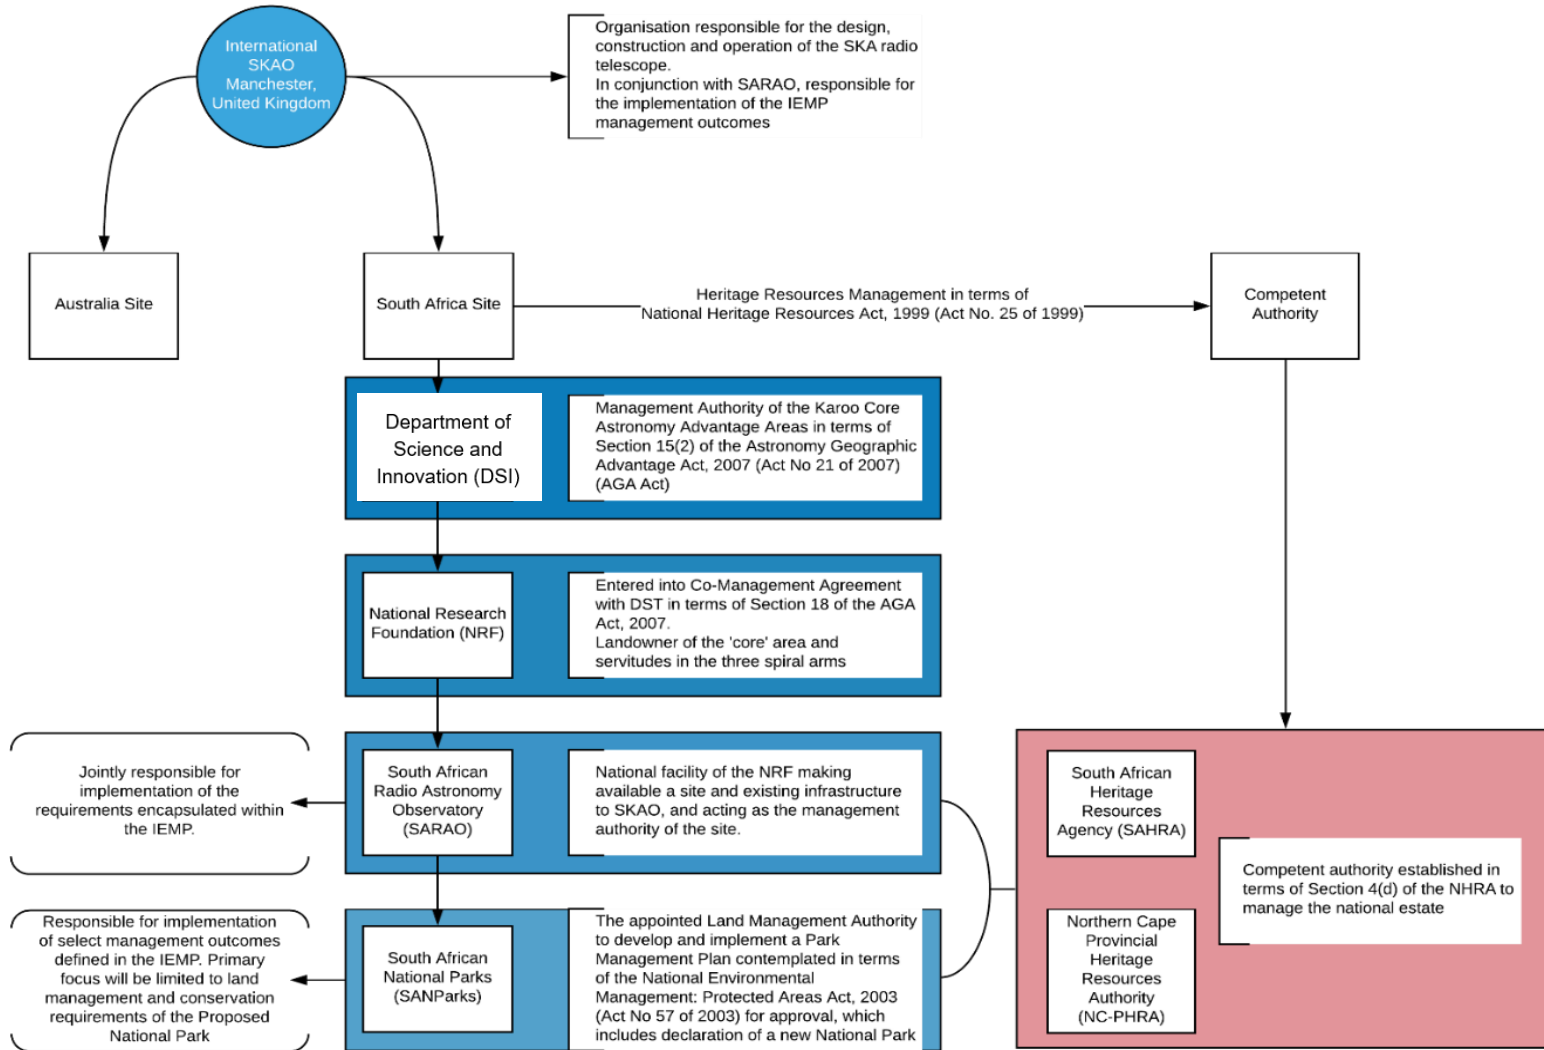 International
SKAO
Manchester,
United Kingdom
Organisation responsible for the design,
construction and operation of the SKA radio
telescope.
In conjunction with SARAO, responsible for
the implementation of the IEMP
management outcomes
Australia Site
South Africa Site
Heritage Resources Management in terms of
National Heritage Resources Act, 1999 (Act No. 25 of 1999)
Competent
Authority
Department of
Science and
Innovation (DSI)
Management Authority of the Karoo Core
Astronomy Advantage Areas in terms of
Section 15(2) of the Astronomy Geographic
Advantage Act, 2007 (Act No 21 of 2007)
(AGA Act)
National Research
Foundation (NRF)
Entered into Co-Management Agreement
with DST in terms of Section 18 of the AGA
Act, 2007.
Landowner of the 'core' area and
servitudes in the three spiral arms
Jointly responsible for
implementation of the
requirements encapsulated within
the IEMP.
South African
Radio Astronomy
Observatory
(SARAO)
National facility of the NRF making
available a site and existing infrastructure
to SKAO, and acting as the management
authority of the site.
South African
Heritage
Resources
Agency (SAHRA)
Competent authority established in
terms of Section 4(d) of the NHRA to
manage the national estate
Responsible for implementation
of select management outcomes
defined in the IEMP. Primary
focus will be limited to land
management and conservation
requirements of the Proposed
National Park
South African
National Parks
(SANParks)
The appointed Land Management Authority
to develop and implement a Park
Management Plan contemplated in terms
of the National Environmental
Management: Protected Areas Act, 2003
(Act No 57 of 2003) for approval, which
includes declaration of a new National Park
Northern Cape
Provincial
Heritage
Resources
Authority
(NC-PHRA)